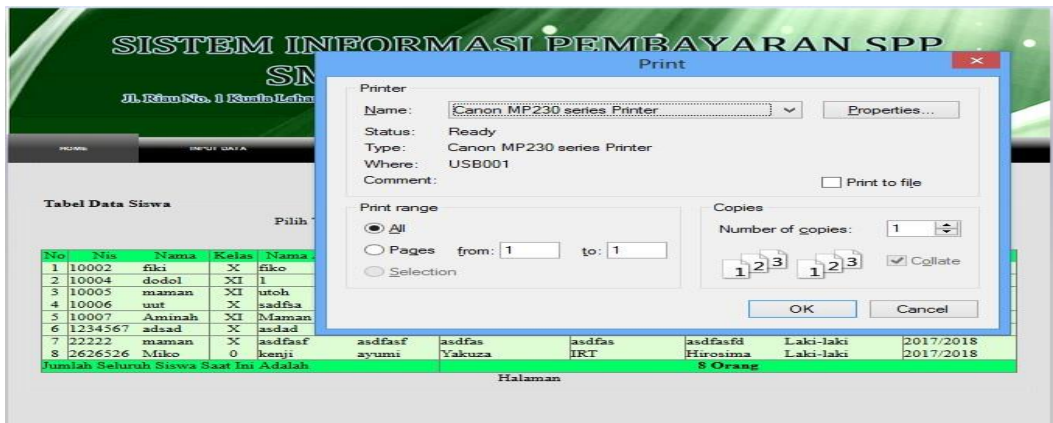 SISTEM INFORMASI PEMBAYARAN SPP
Jl. Riau No. 1 Kuala
HOME INPUT DATA
Tabel Data Siswa
Pilih
No Nis Nama Kelas Nama
1 10002 fiki X fiko
2 10004 dodol XI 1
3 10005 maman XI utoh
4 10006 uut X sadfsa
5 10007 Aminah XI Maman
6 1234567 adsad X asdad
7 22222 maman X asdfasf asdfasf asdfas asdfas asdfasfd Laki-laki 2017/2018
8 2626526 Miko 0 kenji ayumi Yakuza IRT Hirosima Laki-laki 2017/2018
Jumlah Seluruh Siswa Saat Ini Adalah 8 Orang
Halaman
Print
Printer
Name: Canon MP230 series Printer Properties...
Status: Ready
Type: Canon MP230 series Printer
Where: USB001
Comment: Print to file
Print range
All
Pages from: 1 to: 1
Selection
Copies
Number of copies: 1
1 2 3 1 2 3 Collate
OK Cancel